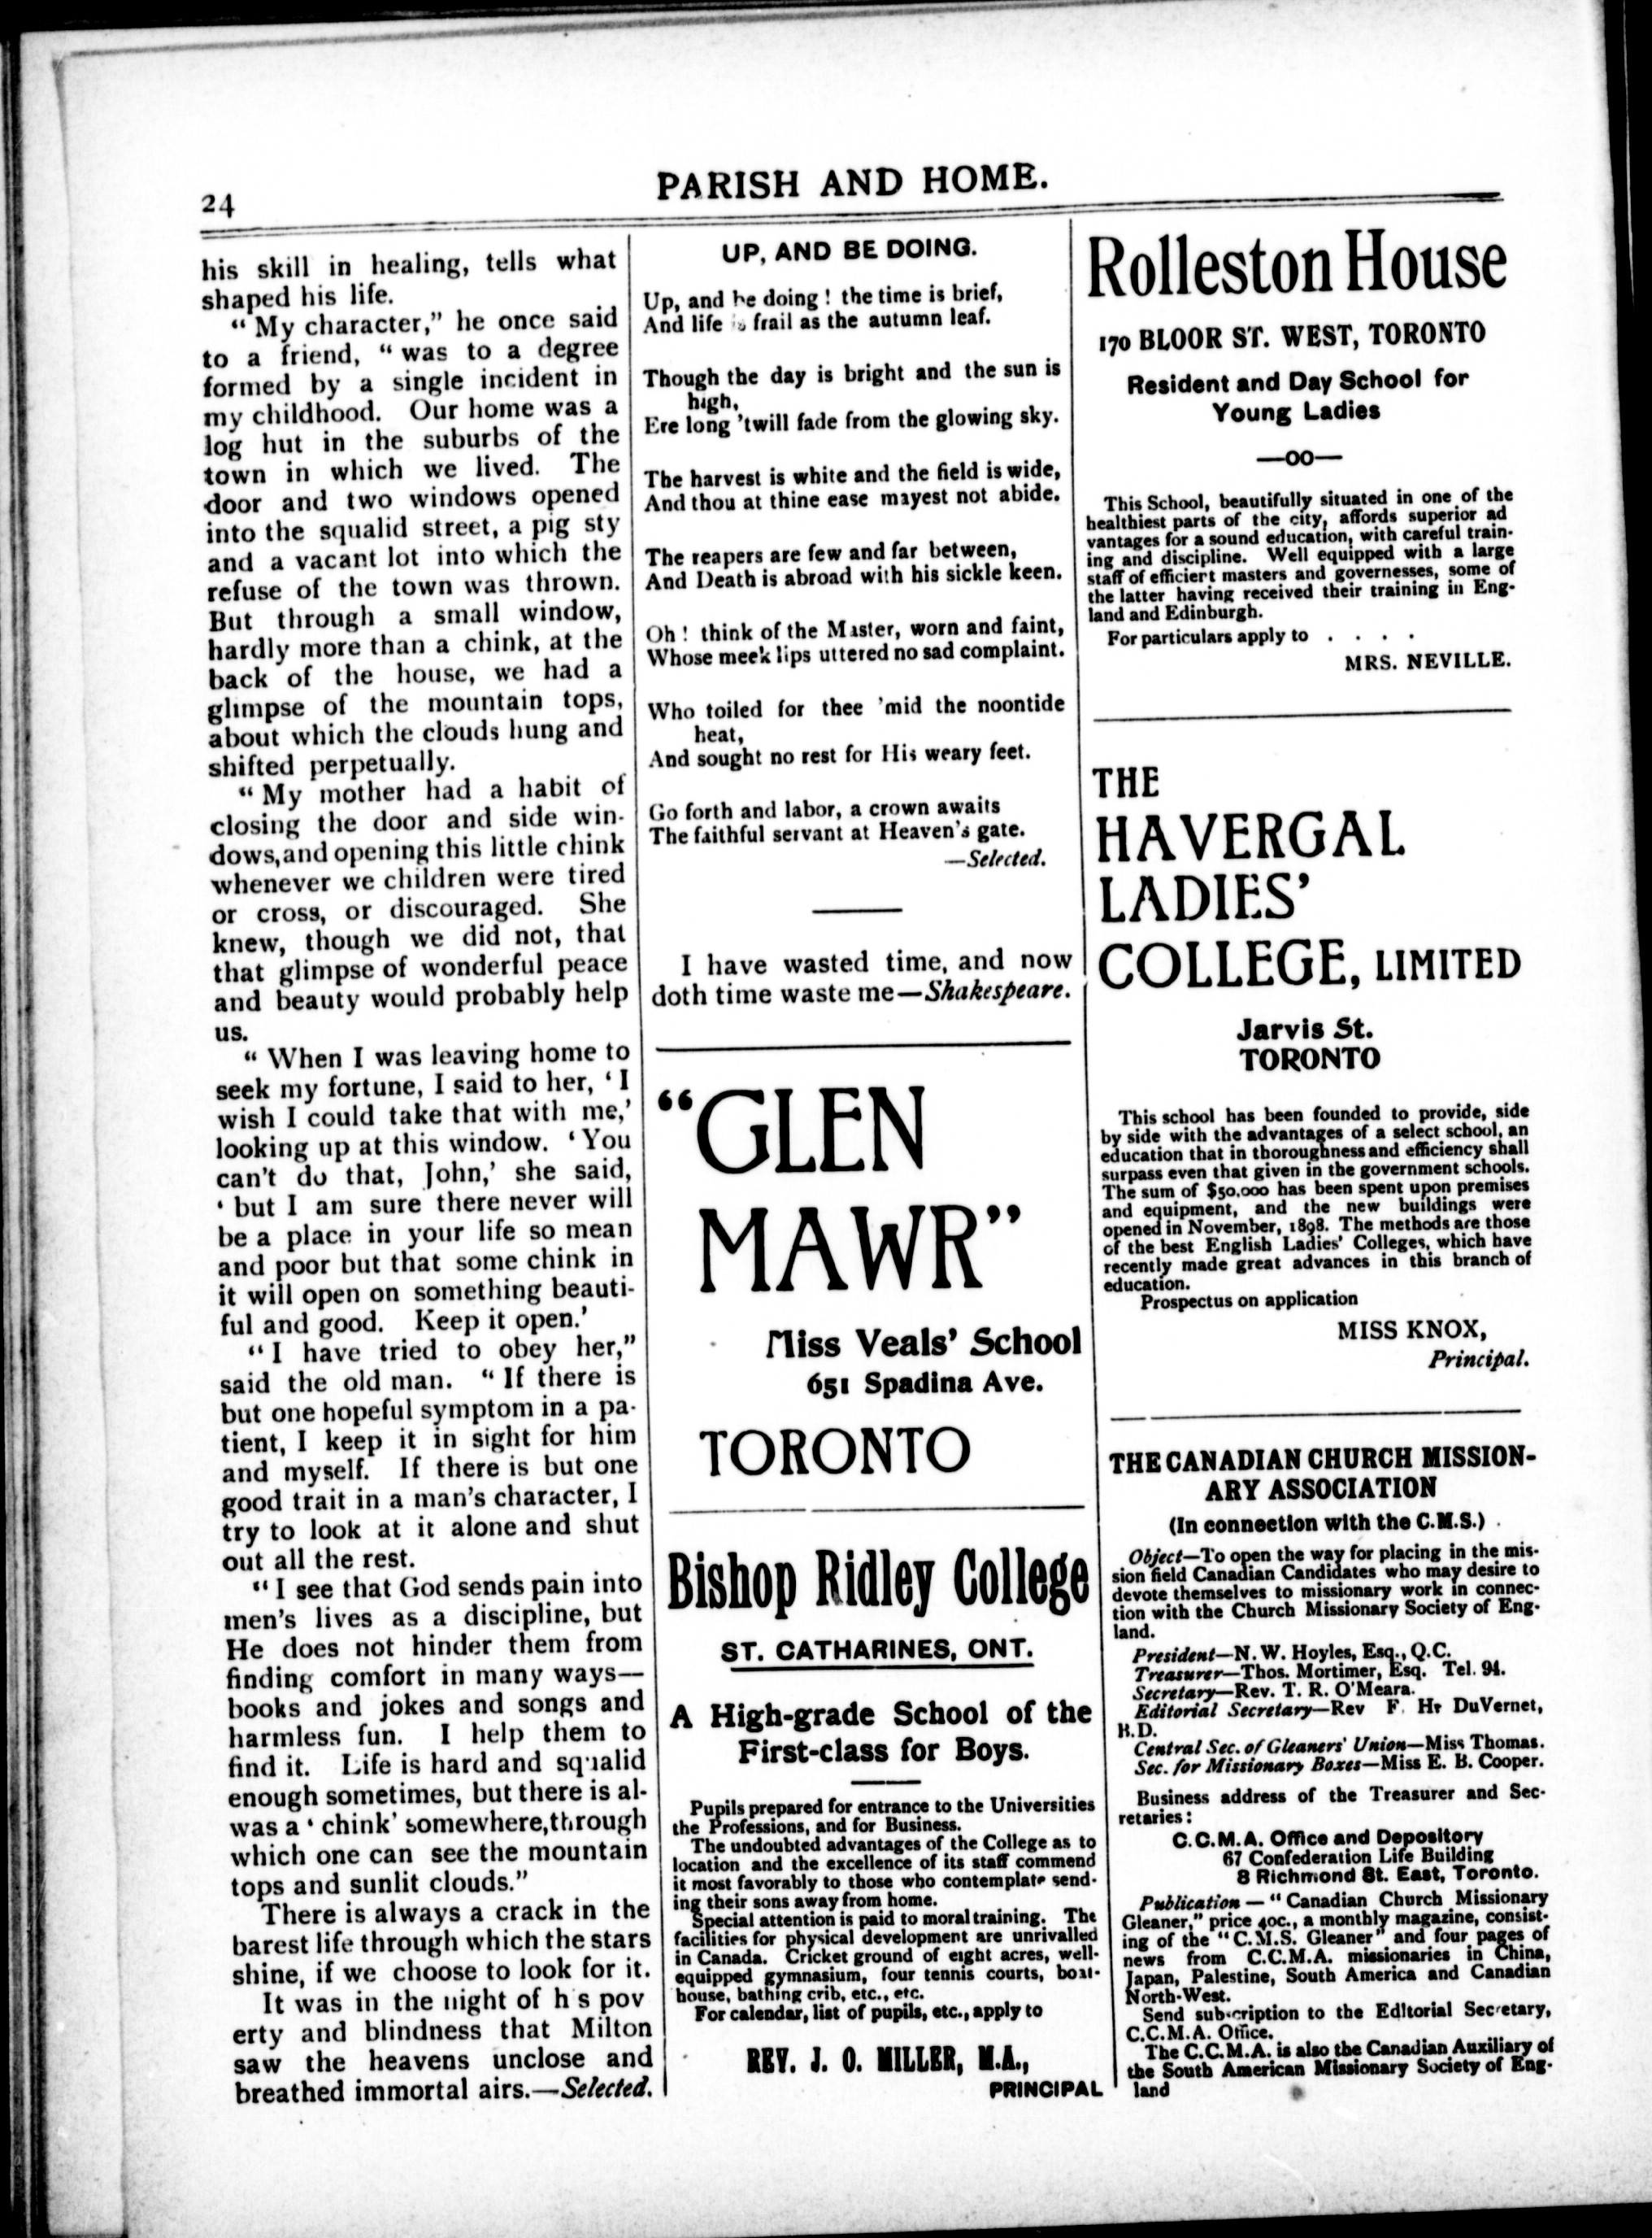 24
PARISH AND HOME.
his skill in healing, tells what
shaped his life.
“ My character,” he once said
to a friend, “ was to a degree
formed by a single incident in
my childhood. Our home was a
log hut in the suburbs of the
town in which we lived. The
door and two windows opened
into the squalid street, a pig sty
and a vacant lot into which the
refuse of the town was thrown.
But through a small window,
hardly more than a chink, at the
back of the house, we had a
glimpse of the mountain tops,
about which the clouds hung and
shifted perpetually.
“ My mother had a habit of
closing the door and side win-
dows,and opening this little chink
whenever we children were tired
or cross, or discouraged. She
knew, though we did not, that
that glimpse of wonderful peace
and beauty would probably help
us.
“ When I was leaving home to
seek my fortune, I said to her, ‘ I
wish I could take that with me,’
looking up at this window. ‘ You
can't do that, John,’ she said,
‘ but I am sure there never will
be a place in your life so mean
and poor but that some chink in
it will open on something beauti-
ful and good. Keep it open.’
“ I have tried to obey her,”
said the old man. “ If there is
but one hopeful symptom in a pa-
tient, I keep it in sight for him
and myself. If there is but one
good trait in a man's character, I
try to look at it alone and shut
out all the rest.
“ I see that God sends pain into
men's lives as a discipline, but
He does not hinder them from
finding comfort in many ways—
books and jokes and songs and
harmless fun. I help them to
find it. Life is hard and squalid
enough sometimes, but there is al-
was a ‘ chink’ somewhere,through
which one can see the mountain
tops and sunlit clouds.”
There is always a crack in the
barest life through which the stars
shine, if we choose to look for it.
It was in the night of h s pov
erty and blindness that Milton
saw the heavens unclose and
breathed immortal airs.—Selected.
UP, AND BE DOING.
Up, and be doing ! the time is brief,
And life is frail as the autumn leaf.
Though the day is bright and the sun is
high,
Ere long 'twill fade from the glowing sky.
The harvest is white and the field is wide,
And thou at thine ease mayest not abide.
The reapers are few and far between,
And Death is abroad with his sickle keen.
Oh ! think of the Master, worn and faint,
Whose meek lips uttered no sad complaint.
Who toiled for thee 'mid the noontide
heat,
And sought no rest for His weary feet.
Go forth and labor, a crown awaits
The faithful servant at Heaven's gate.
—Selected.
I have wasted time, and now
doth time waste me—Shakespeare.
“GLEN
MAWR”
Miss Veals’ School
651 Spadina Ave.
TORONTO
Bishop Ridley College
ST. CATHARINES, ONT.
A High-grade School of the
First-class for Boys.
Pupils prepared for entrance to the Universities
the Professions, and for Business.
The undoubted advantages of the College as to
location and the excellence of its staff commend
it most favorably to those who contemplate send-
ing their sons away from home.
Special attention is paid to moral training. The
facilities for physical development are unrivalled
in Canada. Cricket ground of eight acres, well-
equipped gymnasium, four tennis courts, boat-
house, bathing crib, etc., etc.
For calendar, list of pupils, etc., apply to
REV. J. O. MILLER, M.A.,
PRINCIPAL
Rolleston House
170 BLOOR ST. WEST, TORONTO
Resident and Day School for
Young Ladies
—OO—
This School, beautifully situated in one of the
healthiest parts of the city, affords superior ad
vantages for a sound education, with careful train-
ing and discipline. Well equipped with a large
staff of efficient masters and governesses, some of
the latter having received their training in Eng-
land and Edinburgh.
For particulars apply to . . . .
MRS. NEVILLE.
THE
HAVERGAL
LADIES’
COLLEGE, LIMITED
Jarvis St.
TORONTO
This school has been founded to provide, side
by side with the advantages of a select school, an
education that in thoroughness and efficiency shall
surpass even that given in the government schools.
The sum of $50.000 has been spent upon premises
and equipment, and the new buildings were
opened in November, 1898. The methods are those
of the best English Ladies’ Colleges, which have
recently made great advances in this branch of
education.
Prospectus on application
MISS KNOX,
Principal.
THE CANADIAN CHURCH MISSION-
ARY ASSOCIATION
(In connection with the C.M.S.)
Object—To open the way for placing in the mis-
sion field Canadian Candidates who may desire to
devote themselves to missionary work in connec-
tion with the Church Missionary Society of Eng-
land.
President—N. W. Hoyles, Esq., Q.C.
Treasurer—Thos. Mortimer, Esq. Tel. 94.
Secretary—Rev. T. R. O'Meara.
Editorial Secretary—Rev F. Hr DuVernet,
B.D.
Central Sec. of Gleaners' Union—Miss Thomas.
Sec. for Missionary Boxes—Miss E. B. Cooper.
Business address of the Treasurer and Sec-
retaries :
C.C.M.A. Office and Depository
67 Confederation Life Building
8 Richmond St. East, Toronto.
Publication — “ Canadian Church Missionary
Gleaner,” price 40c., a monthly magazine, consist-
ing of the “ C.M.S. Gleaner ” and four pages of
news from C.C.M.A. missionaries in China,
Japan, Palestine, South America and Canadian
North-West.
Send subscription to the Editorial Secretary,
C.C.M.A. Office.
The C.C.M.A. is also the Canadian Auxiliary of
the South American Missionary Society of Eng-
land